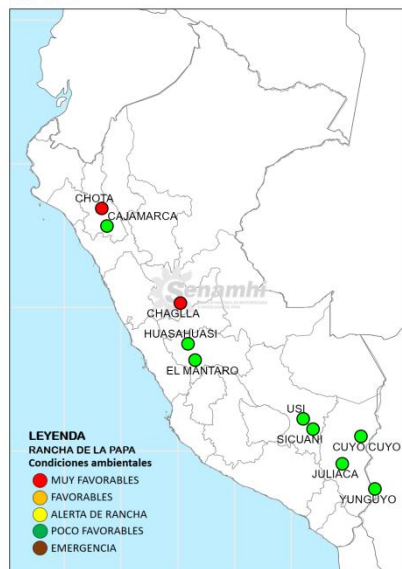 CHOTA
CAJAMARCA
Senamhi
CHAGLLA
HUASAHUASI
EL MANTARO
USI
SICUANI
CUYO CUYO
JULIACA
YUNGUYO
LEYENDA
RANCHA DE LA PAPA
Condiciones ambientales
MUY FAVORABLES
FAVORABLES
ALERTA DE RANCHA
POCO FAVORABLES
EMERGENCIA